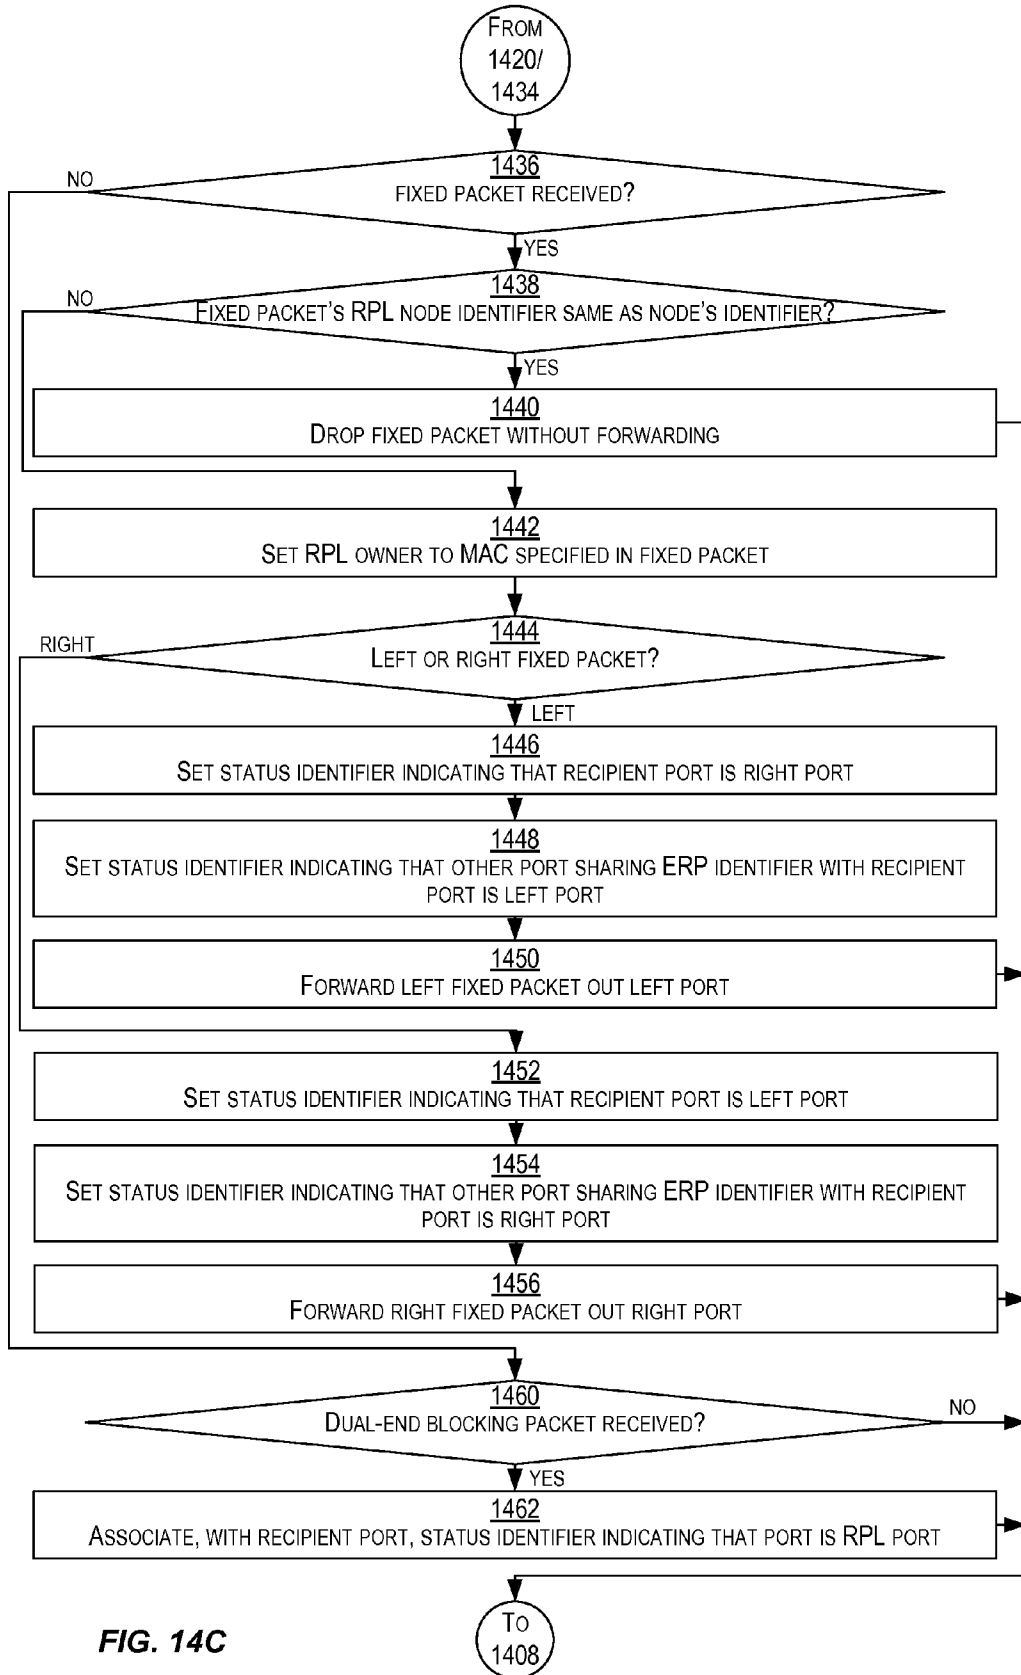 FROM
1420/
1434
1436
NO
FIXED PACKET RECEIVED?
YES
1438
NO
FIXED PACKET'S RPL NODE IDENTIFIER SAME AS NODE'S IDENTIFIER?
YES
1440
DROP FIXED PACKET WITHOUT FORWARDING
1442
SET RPL OWNER TO MAC SPECIFIED IN FIXED PACKET
1444
RIGHT
LEFT OR RIGHT FIXED PACKET?
LEFT
1446
SET STATUS IDENTIFIER INDICATING THAT RECIPIENT PORT IS RIGHT PORT
1448
SET STATUS IDENTIFIER INDICATING THAT OTHER PORT SHARING ERP IDENTIFIER WITH RECIPIENT
PORT IS LEFT PORT
1450
FORWARD LEFT FIXED PACKET OUT LEFT PORT
1452
SET STATUS IDENTIFIER INDICATING THAT RECIPIENT PORT IS LEFT PORT
1454
SET STATUS IDENTIFIER INDICATING THAT OTHER PORT SHARING ERP IDENTIFIER WITH RECIPIENT
PORT IS RIGHT PORT
1456
FORWARD RIGHT FIXED PACKET OUT RIGHT PORT
1460
DUAL-END BLOCKING PACKET RECEIVED?
NO
YES
1462
ASSOCIATE, WITH RECIPIENT PORT, STATUS IDENTIFIER INDICATING THAT PORT IS RPL PORT
TO
1408
FIG. 14C